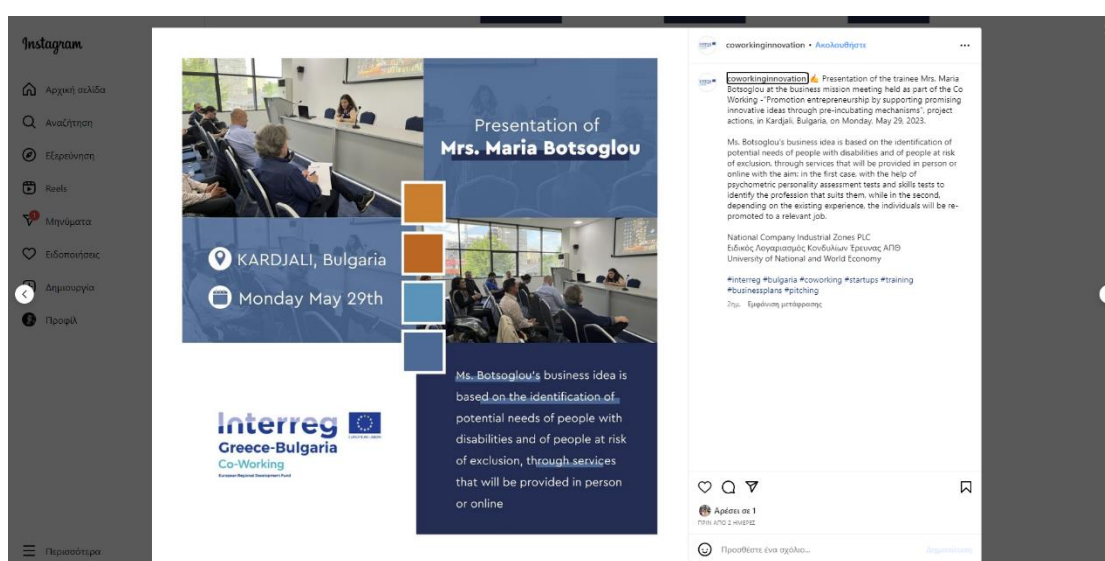 Instagram
Αρχική σελίδα
Αναζήτηση
Εξερεύνηση
Reels
Μηνύματα
Ειδοποιήσεις
Δημιουργία
Προφίλ
Περισσότερα
Presentation of
Mrs. Maria Botsoglou
KARDJALI, Bulgaria
Monday May 29th
Ms. Botsoglou's business idea is
based on the identification of
potential needs of people with
disabilities and of people at risk
of exclusion, through services
that will be provided in person
or online
Interreg
Greece-Bulgaria
Co-Working
European Regional Development Fund
coworkinginnovation • Ακολουθήστε
coworkinginnovation ✍ Presentation of the trainee Mrs. Maria
Botsoglou at the business mission meeting held as part of the Co
Working -"Promotion entrepreneurship by supporting promising
innovative ideas through pre-incubating mechanisms", project
actions, in Kardjali, Bulgaria, on Monday, May 29, 2023.
Ms. Botsoglou's business idea is based on the identification of
potential needs of people with disabilities and of people at risk
of exclusion, through services that will be provided in person or
online with the aim: in the first case, with the help of
psychometric personality assessment tests and skills tests to
identify the profession that suits them, while in the second,
depending on the existing experience, the individuals will be re-
promoted to a relevant job.
National Company Industrial Zones PLC
Ειδικός Λογαριασμός Κονδυλίων Έρευνας ΑΠΘ
University of National and World Economy
#interreg #bulgaria #coworking #startups #training
#businessplans #pitching
2ημ. Εμφάνιση μετάφρασης
Αρέσει σε 1
ΠΡΙΝ ΑΠΟ 2 ΗΜΕΡΕΣ
Προσθέστε ένα σχόλιο...
Δημοσίευση